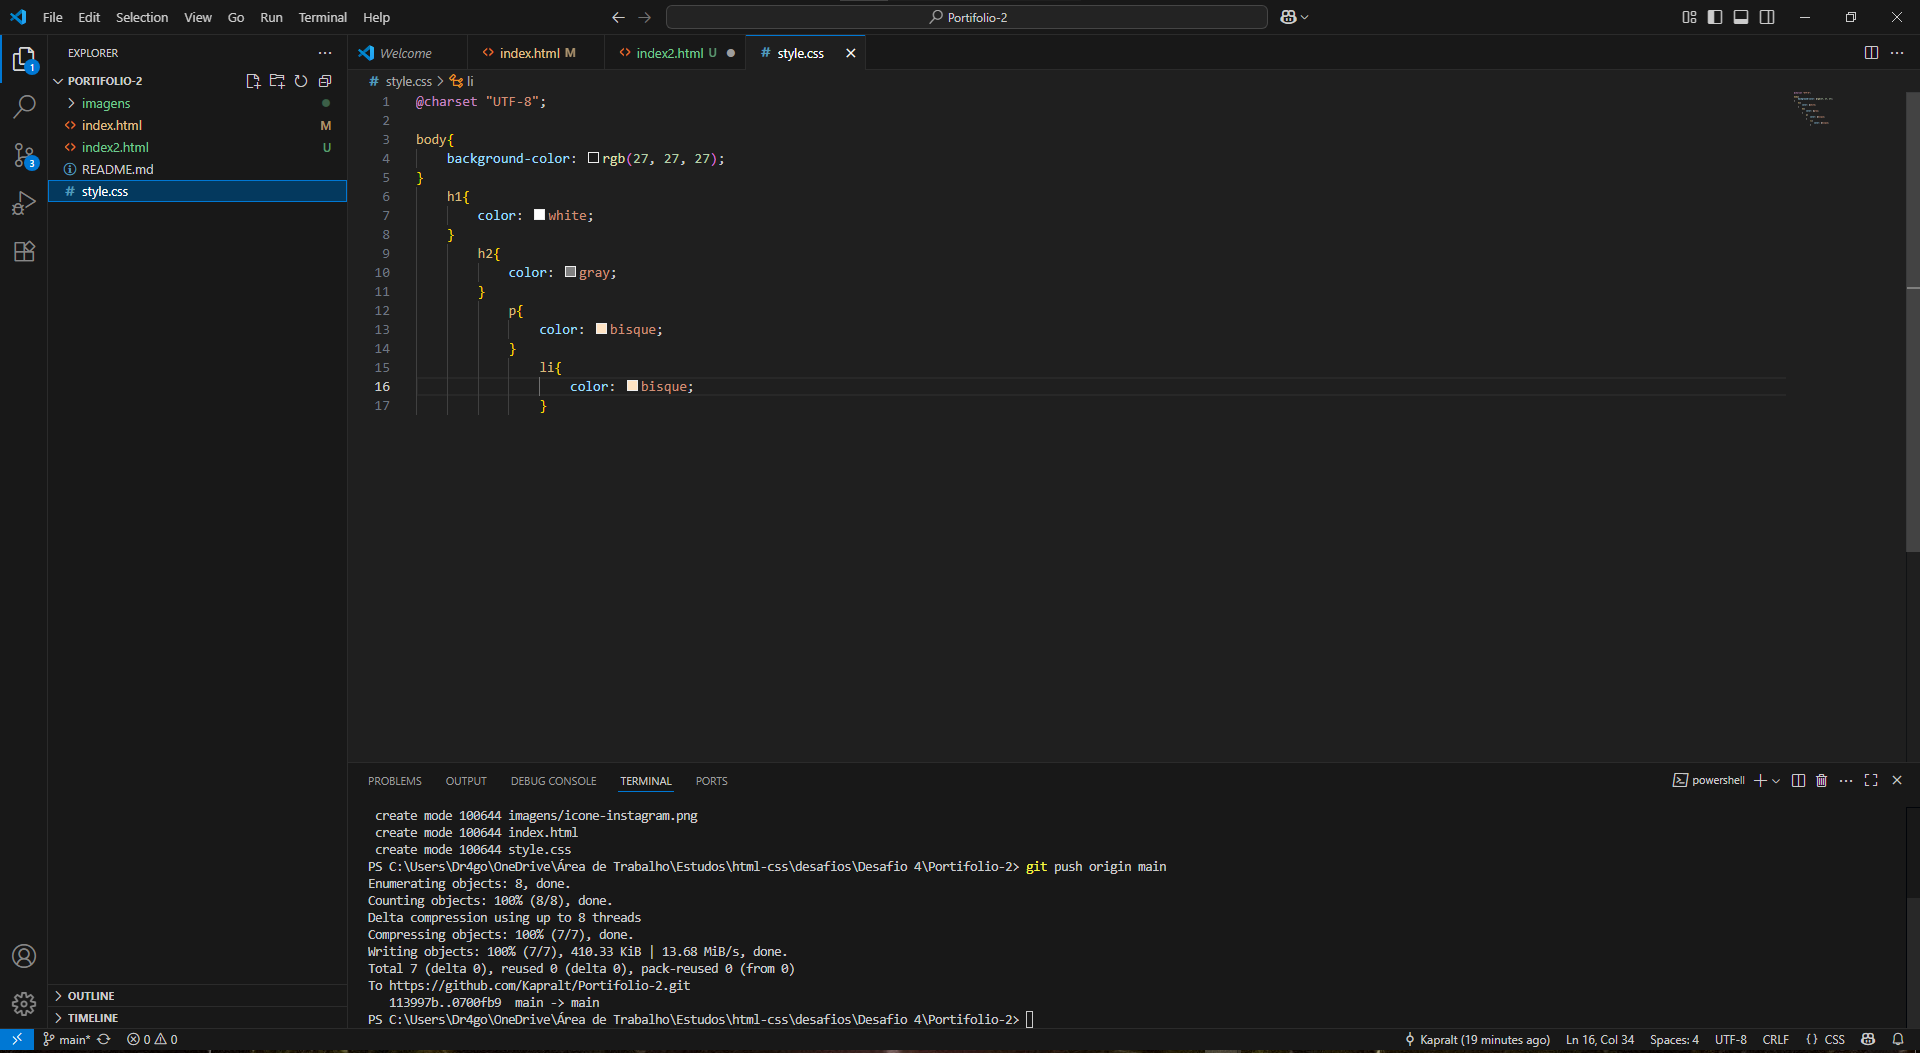 File Edit Selection View Go Run Terminal Help
Portifolio-2
EXPLORER
PORTIFOLIO-2
imagens
index.html M
index2.html U
README.md
style.css
1
3
OUTLINE
TIMELINE
Welcome index.html M index2.html U style.css
style.css > li
1 @charset "UTF-8";
2
3 body{
4 background-color: rgb(27, 27, 27);
5 }
6 h1{
7 color: white;
8 }
9 h2{
10 color: gray;
11 }
12 p{
13 color: bisque;
14 }
15 li{
16 color: bisque;
17 }
PROBLEMS OUTPUT DEBUG CONSOLE TERMINAL PORTS
powershell
create mode 100644 imagens/icone-instagram.png
create mode 100644 index.html
create mode 100644 style.css
PS C:\Users\Dr4go\OneDrive\Área de Trabalho\Estudos\html-css\desafios\Desafio 4\Portifolio-2> git push origin main
Enumerating objects: 8, done.
Counting objects: 100% (8/8), done.
Delta compression using up to 8 threads
Compressing objects: 100% (7/7), done.
Writing objects: 100% (7/7), 410.33 KiB | 13.68 MiB/s, done.
Total 7 (delta 0), reused 0 (delta 0), pack-reused 0 (from 0)
To https://github.com/Kapralt/Portifolio-2.git
113997b..0700fb9 main -> main
PS C:\Users\Dr4go\OneDrive\Área de Trabalho\Estudos\html-css\desafios\Desafio 4\Portifolio-2>
main* 0 0 Kapralt (19 minutes ago) Ln 16, Col 34 Spaces: 4 UTF-8 CRLF {} CSS